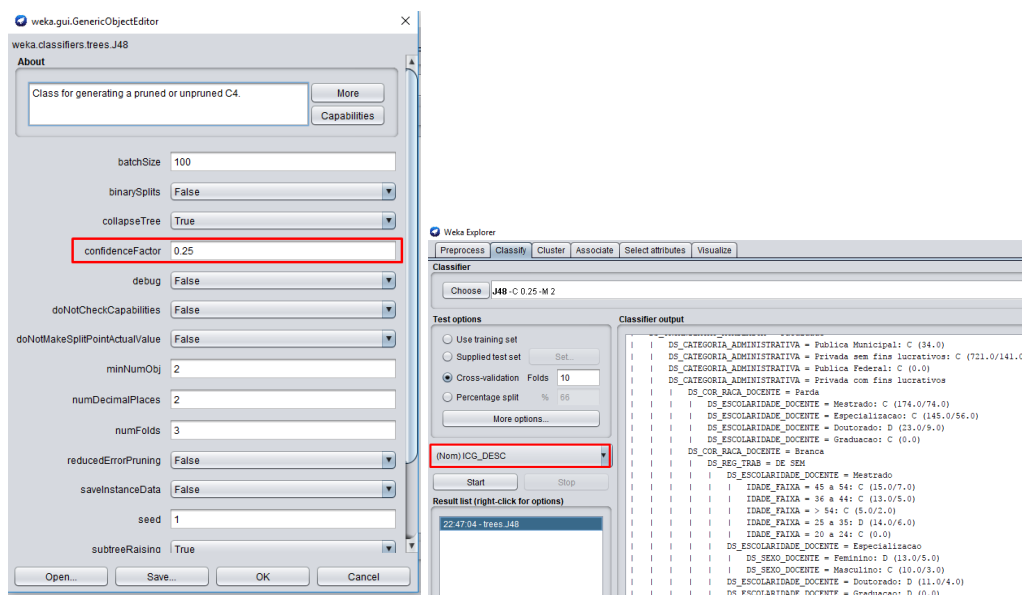 weka.gui.GenericObjectEditor
weka.classifiers.trees.J48
About
Class for generating a pruned or unpruned C4.
More
Capabilities
batchSize 100
binarySplits False
collapseTree True
confidenceFactor 0.25
debug False
doNotCheckCapabilities False
doNotMakeSplitPointActualValue False
minNumObj 2
numDecimalPlaces 2
numFolds 3
reducedErrorPruning False
saveInstanceData False
seed 1
subtreeRaising True
Open... Save... OK Cancel
Weka Explorer
Preprocess Classify Cluster Associate Select attributes Visualize
Classifier
Choose J48 -C 0.25 -M 2
Test options
Use training set
Supplied test set Set...
Cross-validation Folds 10
Percentage split % 66
More options...
(Nom) ICG_DESC
Start Stop
Result list (right-click for options)
22:47:04 - trees.J48
Classifier output
| | DS_CATEGORIA_ADMINISTRATIVA = Publica Municipal: C (34.0)
| | DS_CATEGORIA_ADMINISTRATIVA = Privada sem fins lucrativos: C (721.0/141.0
| | DS_CATEGORIA_ADMINISTRATIVA = Publica Federal: C (0.0)
| | DS_CATEGORIA_ADMINISTRATIVA = Privada com fins lucrativos
| | | DS_COR_RACA_DOCENTE = Parda
| | | | DS_ESCOLARIDADE_DOCENTE = Mestrado: C (174.0/74.0)
| | | | DS_ESCOLARIDADE_DOCENTE = Especializacao: C (145.0/56.0)
| | | | DS_ESCOLARIDADE_DOCENTE = Doutorado: D (23.0/9.0)
| | | | DS_ESCOLARIDADE_DOCENTE = Graduacao: C (0.0)
| | | DS_COR_RACA_DOCENTE = Branca
| | | | DS_REG_TRAB = DE SEM
| | | | | DS_ESCOLARIDADE_DOCENTE = Mestrado
| | | | | | IDADE_FAIXA = 45 a 54: C (15.0/7.0)
| | | | | | IDADE_FAIXA = 36 a 44: C (13.0/5.0)
| | | | | | IDADE_FAIXA = > 54: C (5.0/2.0)
| | | | | | IDADE_FAIXA = 25 a 35: D (14.0/6.0)
| | | | | | IDADE_FAIXA = 20 a 24: C (0.0)
| | | | | DS_ESCOLARIDADE_DOCENTE = Especializacao
| | | | | | DS_SEXO_DOCENTE = Feminino: D (13.0/5.0)
| | | | | | DS_SEXO_DOCENTE = Masculino: C (10.0/3.0)
| | | | | DS_ESCOLARIDADE_DOCENTE = Doutorado: D (11.0/4.0)
| | | | | DS_ESCOLARIDADE_DOCENTE = Graduacao: D (0.0)